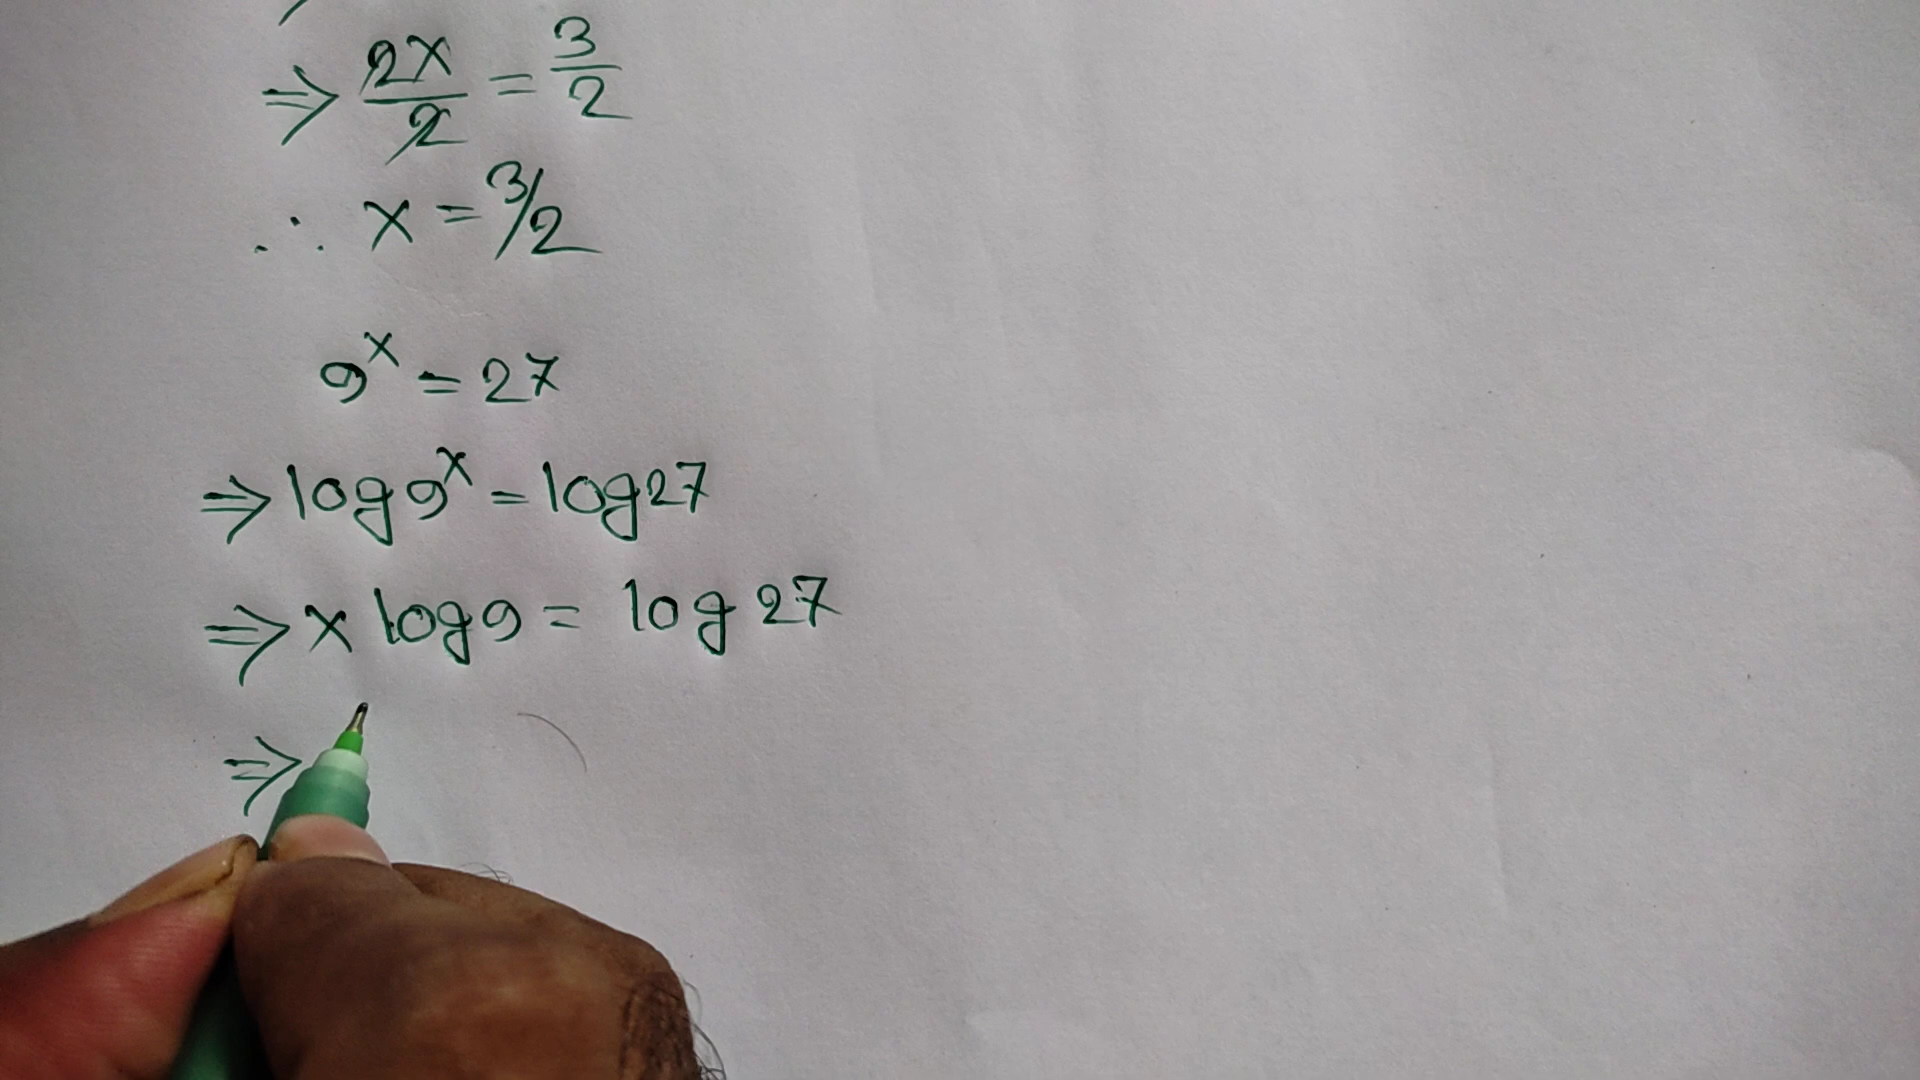 ⇒ 2x/2 = 3/2
∴ x = 3/2
9^x = 27
⇒ log 9^x = log 27
⇒ x log 9 = log 27
⇒